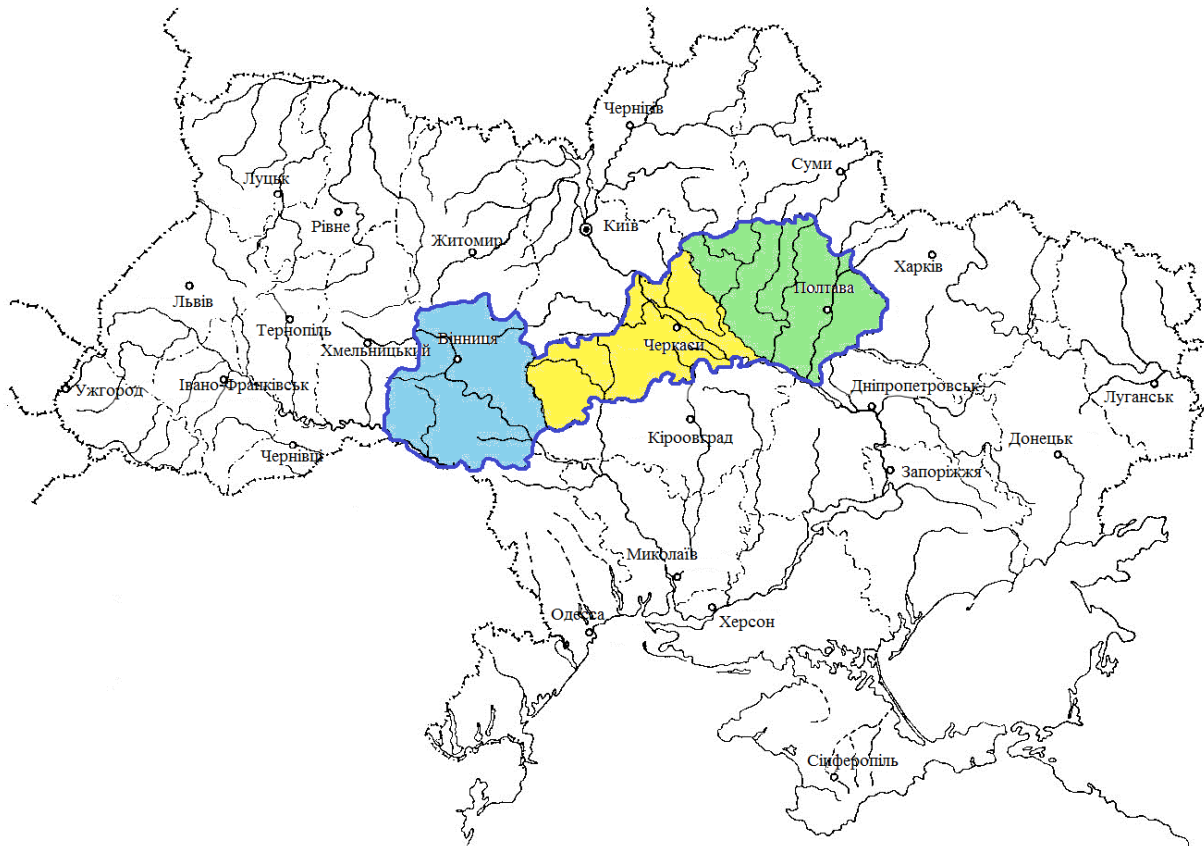 Чернігів
Суми
Луцьк
Рівне
Київ
Житомир
Харків
Львів
Полтава
Тернопіль
Черкаси
Вінниця
Хмельницький
Ужгород
Івано-Франківськ
Дніпропетровськ
Луганськ
Кіроовград
Донецьк
Чернівці
Запоріжжя
Миколаїв
Одесса
Херсон
Сімферопіль